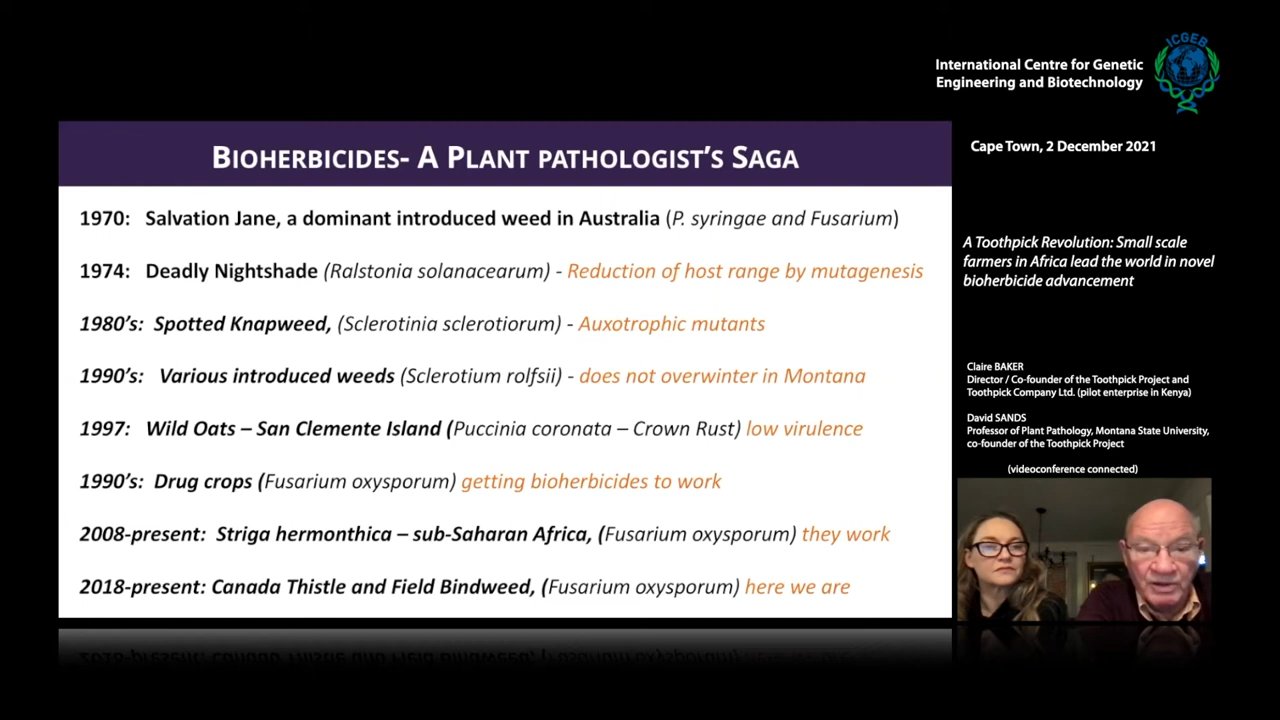 ICGEB
International Centre for Genetic
Engineering and Biotechnology
Cape Town, 2 December 2021
BIOHERBICIDES- A PLANT PATHOLOGIST'S SAGA
1970: Salvation Jane, a dominant introduced weed in Australia (P. syringae and Fusarium)
1974: Deadly Nightshade (Ralstonia solanacearum) - Reduction of host range by mutagenesis
1980's: Spotted Knapweed, (Sclerotinia sclerotiorum) - Auxotrophic mutants
1990's: Various introduced weeds (Sclerotium rolfsii) - does not overwinter in Montana
1997: Wild Oats – San Clemente Island (Puccinia coronata – Crown Rust) low virulence
1990's: Drug crops (Fusarium oxysporum) getting bioherbicides to work
2008-present: Striga hermonthica – sub-Saharan Africa, (Fusarium oxysporum) they work
2018-present: Canada Thistle and Field Bindweed, (Fusarium oxysporum) here we are
A Toothpick Revolution: Small scale
farmers in Africa lead the world in novel
bioherbicide advancement
Claire BAKER
Director / Co-founder of the Toothpick Project and
Toothpick Company Ltd. (pilot enterprise in Kenya)
David SANDS
Professor of Plant Pathology, Montana State University,
co-founder of the Toothpick Project
(videoconference connected)